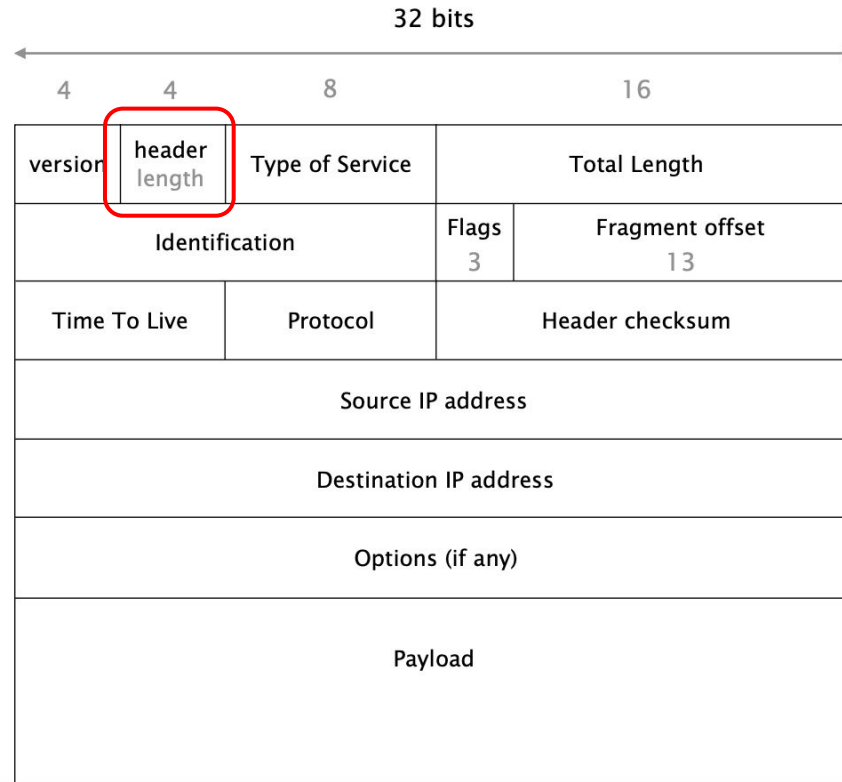 32 bits
4 4 8 16
version header length Type of Service Total Length
Identification Flags 3 Fragment offset 13
Time To Live Protocol Header checksum
Source IP address
Destination IP address
Options (if any)
Payload